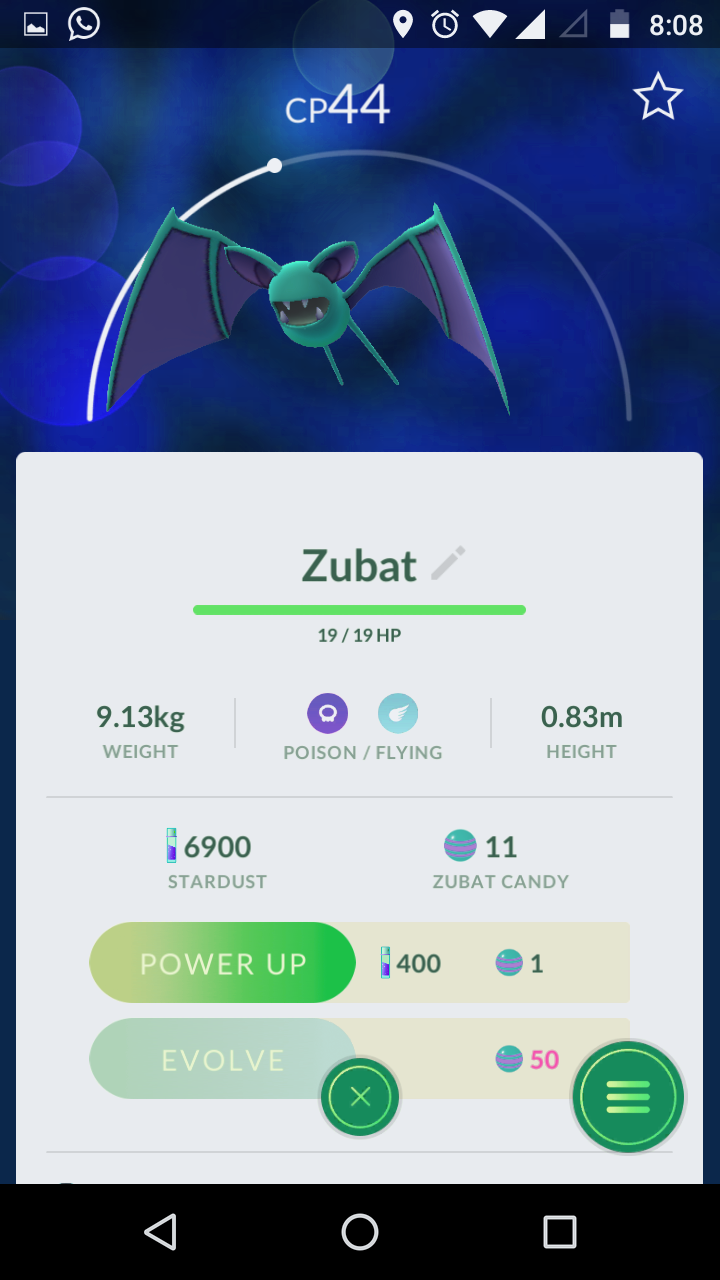 8:08
CP44
Zubat
19 / 19 HP
9.13kg
WEIGHT
POISON / FLYING
0.83m
HEIGHT
6900
STARDUST
11
ZUBAT CANDY
POWER UP 400 1
EVOLVE 50